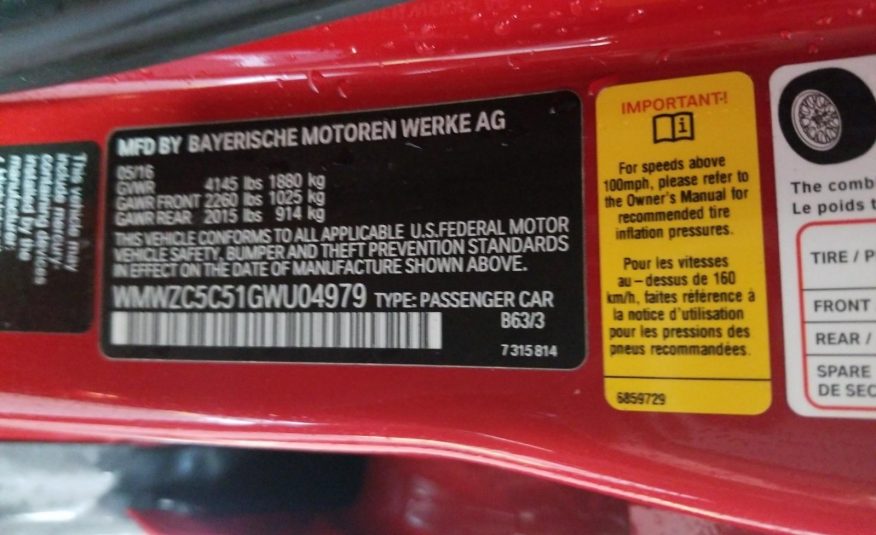 This vehicle may
include mercury-
containing devices
installed by the
MFD BY BAYERISCHE MOTOREN WERKE AG
05/16
GVWR 4145 lbs 1880 kg
GAWR FRONT 2260 lbs 1025 kg
GAWR REAR 2015 lbs 914 kg
THIS VEHICLE CONFORMS TO ALL APPLICABLE U.S.FEDERAL MOTOR
VEHICLE SAFETY, BUMPER AND THEFT PREVENTION STANDARDS
IN EFFECT ON THE DATE OF MANUFACTURE SHOWN ABOVE.
WMWZC5C51GWU04979 TYPE: PASSENGER CAR
B63/3
7 315 814
IMPORTANT!
For speeds above
100mph, please refer to
the Owner's Manual for
recommended tire
inflation pressures.
Pour les vitesses
au-dessus de 160
km/h, faites référence à
la notice d'utilisation
pour les pressions des
pneus recommandées.
6859729
The comb
Le poids t
TIRE / P
FRONT
REAR /
SPARE
DE SEC